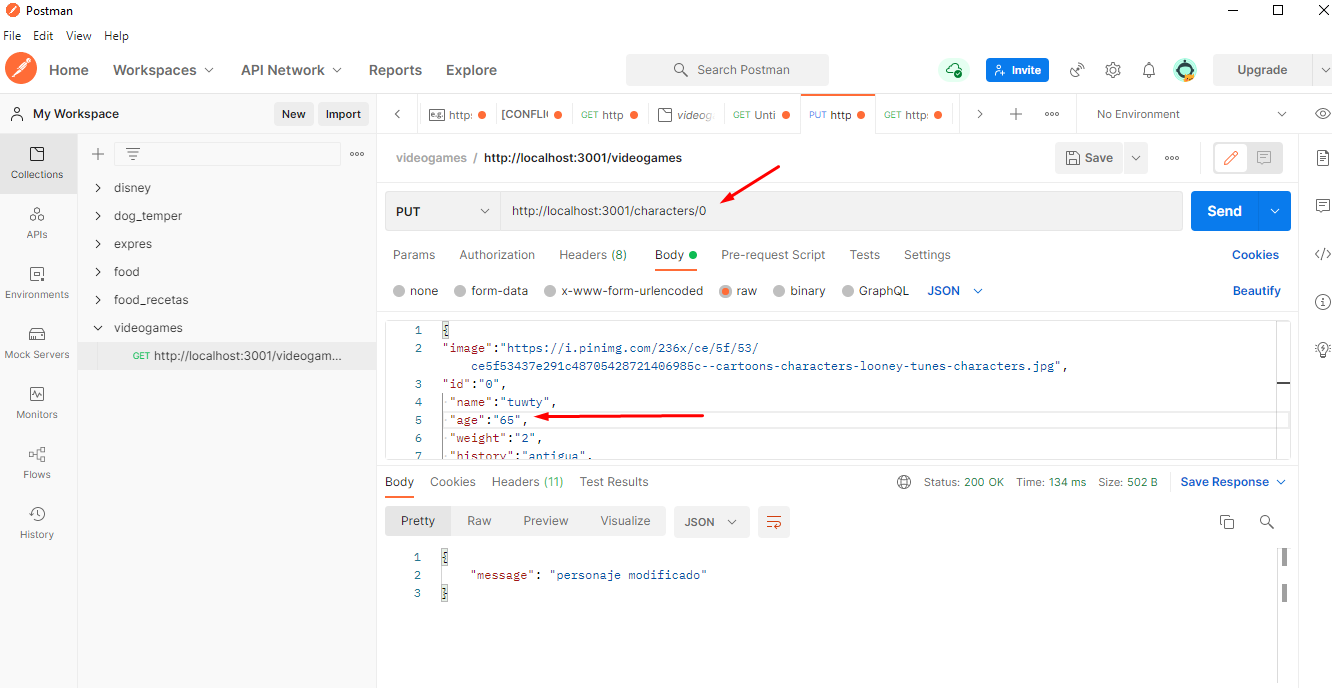 Postman
File Edit View Help
Home Workspaces API Network Reports Explore Search Postman Invite Upgrade
My Workspace New Import
e.g. https [CONFLI GET http videog GET Unti PUT http GET https No Environment
Collections
APIs
Environments
Mock Servers
Monitors
Flows
History
disney
dog_temper
expres
food
food_recetas
videogames
GET http://localhost:3001/videogam...
videogames / http://localhost:3001/videogames Save
PUT http://localhost:3001/characters/0 Send
Params Authorization Headers (8) Body Pre-request Script Tests Settings Cookies
none form-data x-www-form-urlencoded raw binary GraphQL JSON Beautify
1 {
2 "image":"https://i.pinimg.com/236x/ce/5f/53/
ce5f53437e291c48705428721406985c--cartoons-characters-looney-tunes-characters.jpg",
3 "id":"0",
4 "name":"tuwty",
5 "age":"65",
6 "weight":"2",
7 "history":"antigua",
Body Cookies Headers (11) Test Results Status: 200 OK Time: 134 ms Size: 502 B Save Response
Pretty Raw Preview Visualize JSON
1 {
2 "message": "personaje modificado"
3 }